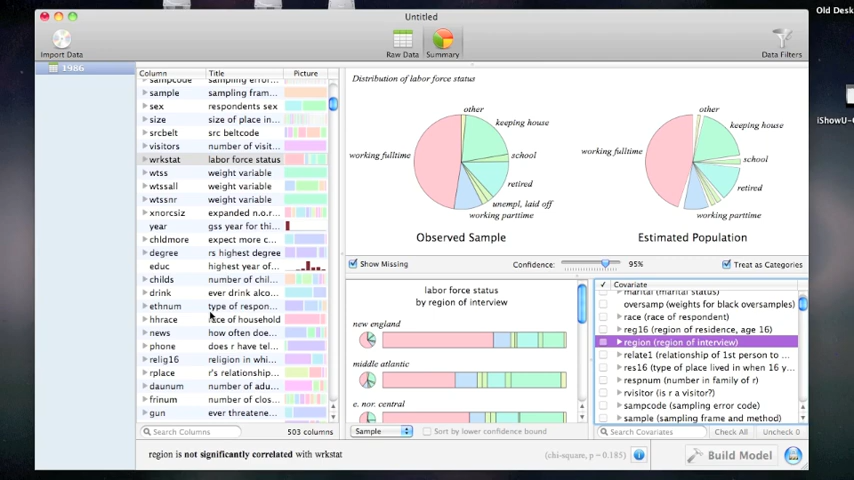 Untitled
Old Desk
Import Data
Raw Data
Summary
Data Filters
iShowU-
1986
Column Title Picture
sampcode sampling error...
sample sampling frame...
sex respondents sex
size size of place in...
srcbelt src beltcode
visitors number of visit...
wrkstat labor force status
wtss weight variable
wtssall weight variable
wtssnr weight variable
xnorcsiz expanded n.o.r...
year gss year for thi...
chldmore expect more c...
degree rs highest degree
educ highest year of...
childs number of chil...
drink ever drink alco...
ethnum type of respon...
hhrace race of household
news how often doe...
phone does r have tel...
relig16 religion in whi...
rplace r's relationship...
daunum number of adu...
frinum number of clos...
gun ever threatene...
Search Columns
503 columns
Distribution of labor force status
other
keeping house
working fulltime
school
retired
unempl, laid off
working parttime
Observed Sample
other
keeping house
working fulltime
school
retired
working parttime
Estimated Population
Show Missing
Confidence:
95%
Treat as Categories
labor force status
by region of interview
new england
middle atlantic
e. nor. central
Sample
Sort by lower confidence bound
✓ Covariate
marital (marital status)
oversamp (weights for black oversamples)
race (race of respondent)
reg16 (region of residence, age 16)
region (region of interview)
relate1 (relationship of 1st person to ...
res16 (type of place lived in when 16 y...
respnum (number in family of r)
rvisitor (is r a visitor?)
sampcode (sampling error code)
sample (sampling frame and method)
Search Covariates
Check All
Uncheck
region is not significantly correlated with wrkstat
(chi-square, p = 0.185)
Build Model